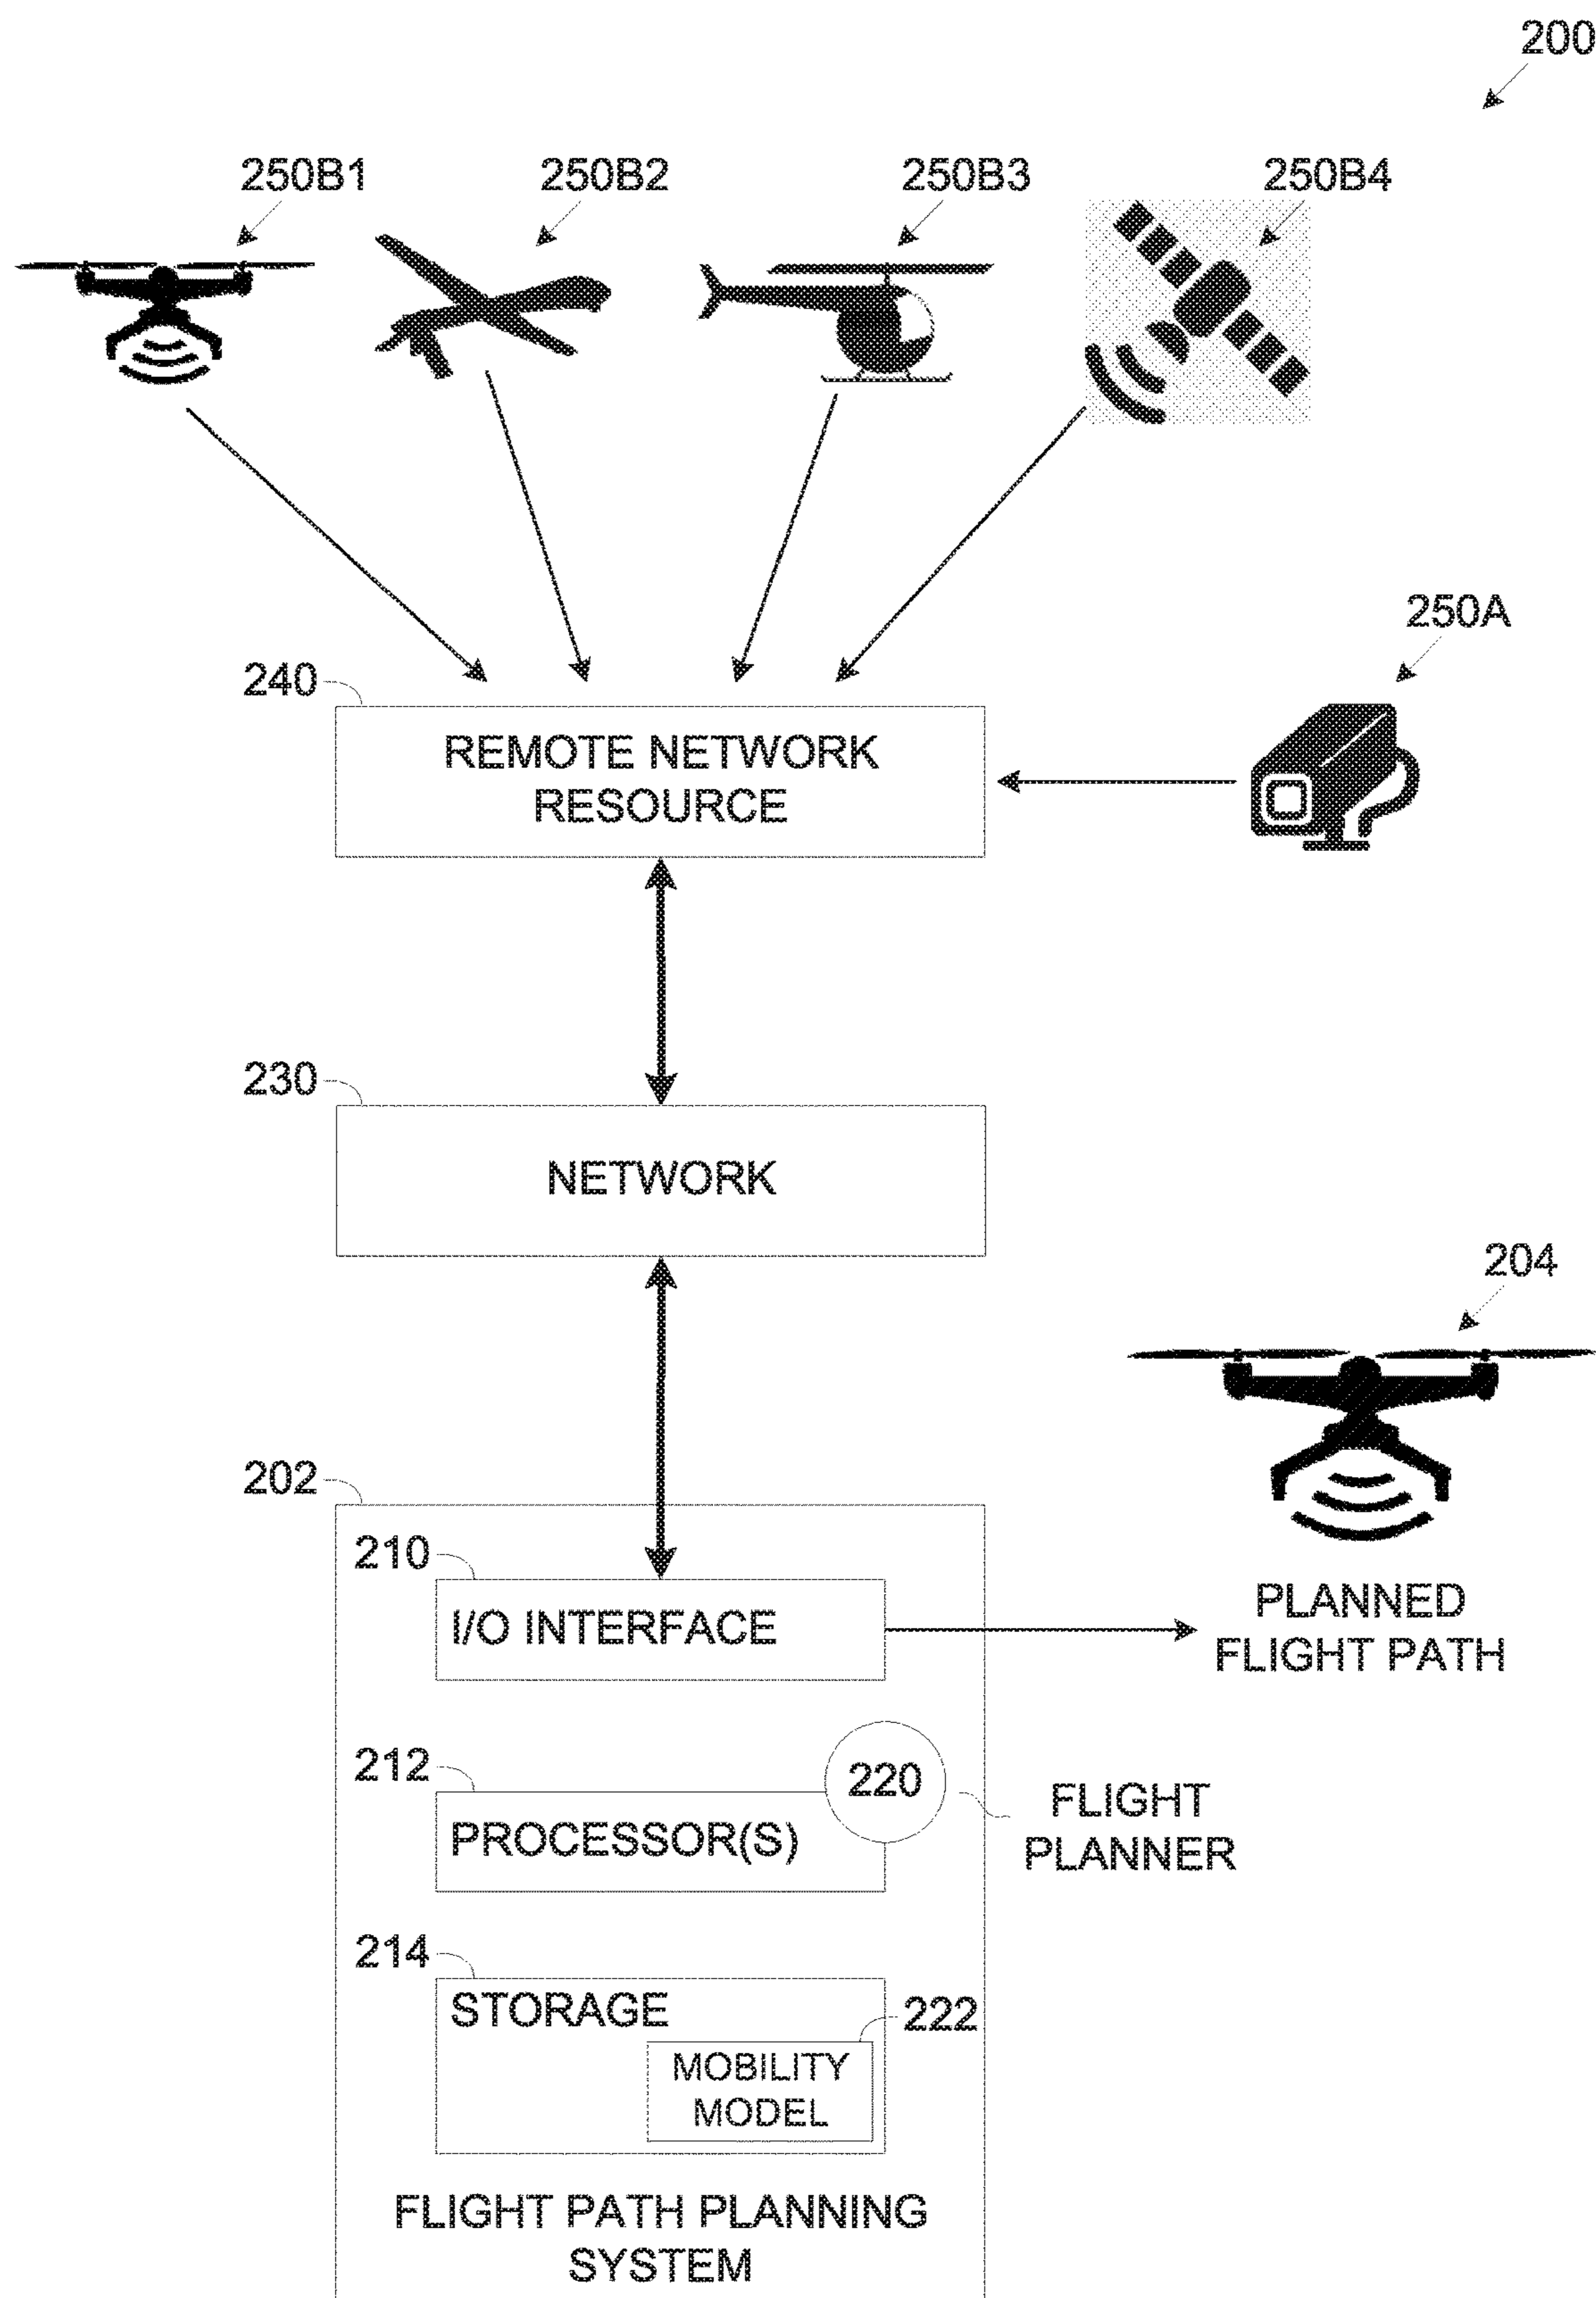 200
250B1
250B2
250B3
250B4
250A
240
REMOTE NETWORK
RESOURCE
230
NETWORK
204
202
210
I/O INTERFACE
PLANNED
FLIGHT PATH
212
220
PROCESSOR(S)
FLIGHT
PLANNER
214
STORAGE
222
MOBILITY
MODEL
FLIGHT PATH PLANNING
SYSTEM